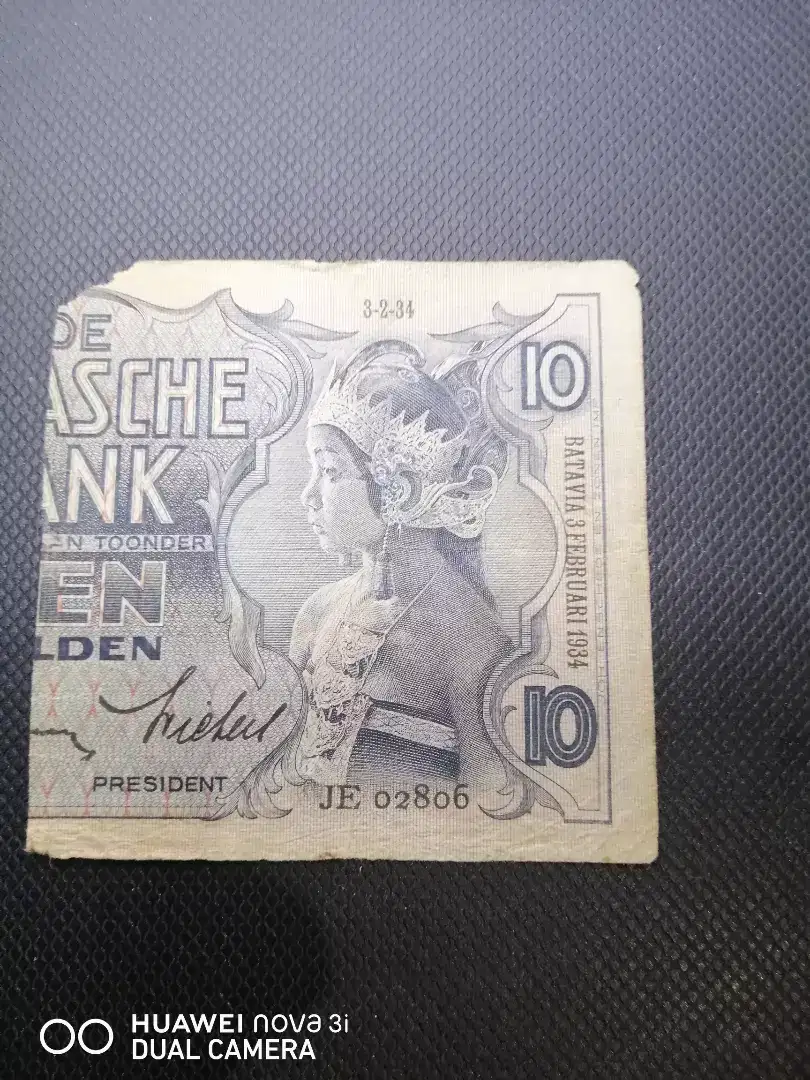 3-2-34
DE
ASCHE
ANK
AN TOONDER
EN
LDEN
PRESIDENT
JE 02806
10
BATAVIA 3 FEBRUARI 1934
10
HUAWEI nova 3i
DUAL CAMERA